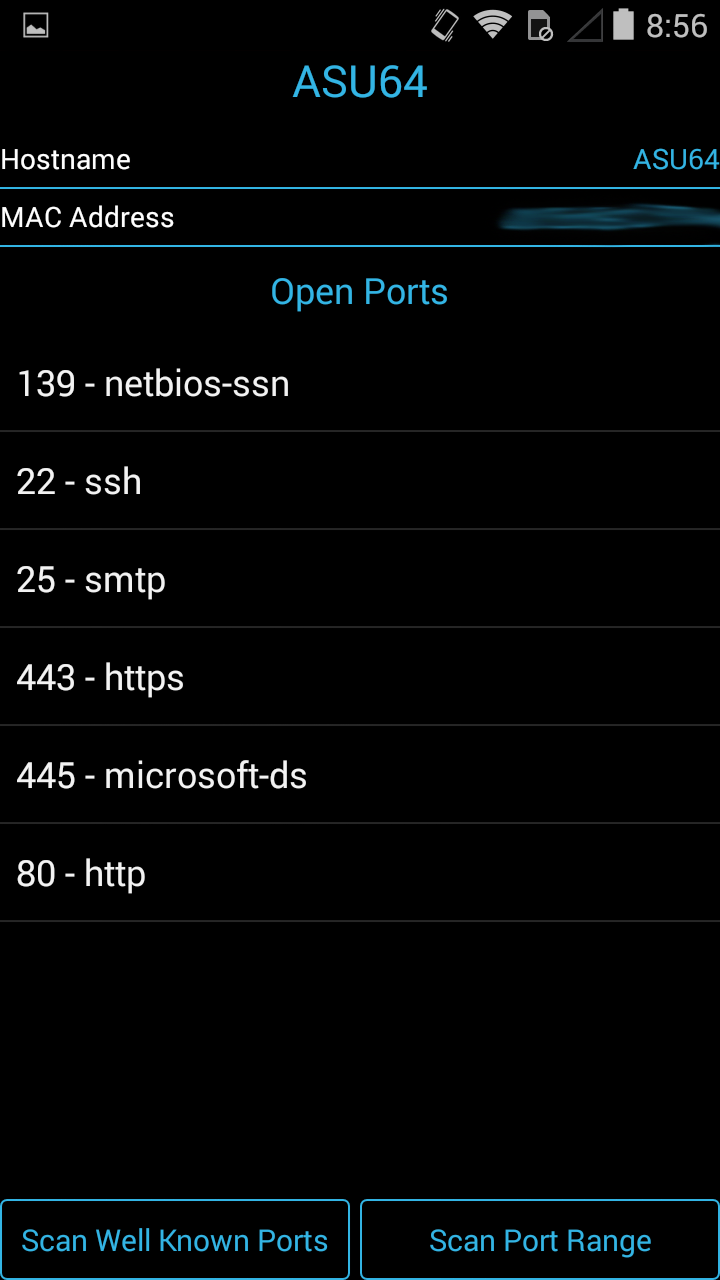 8:56
ASU64
Hostname ASU64
MAC Address
Open Ports
139 - netbios-ssn
22 - ssh
25 - smtp
443 - https
445 - microsoft-ds
80 - http
Scan Well Known Ports Scan Port Range